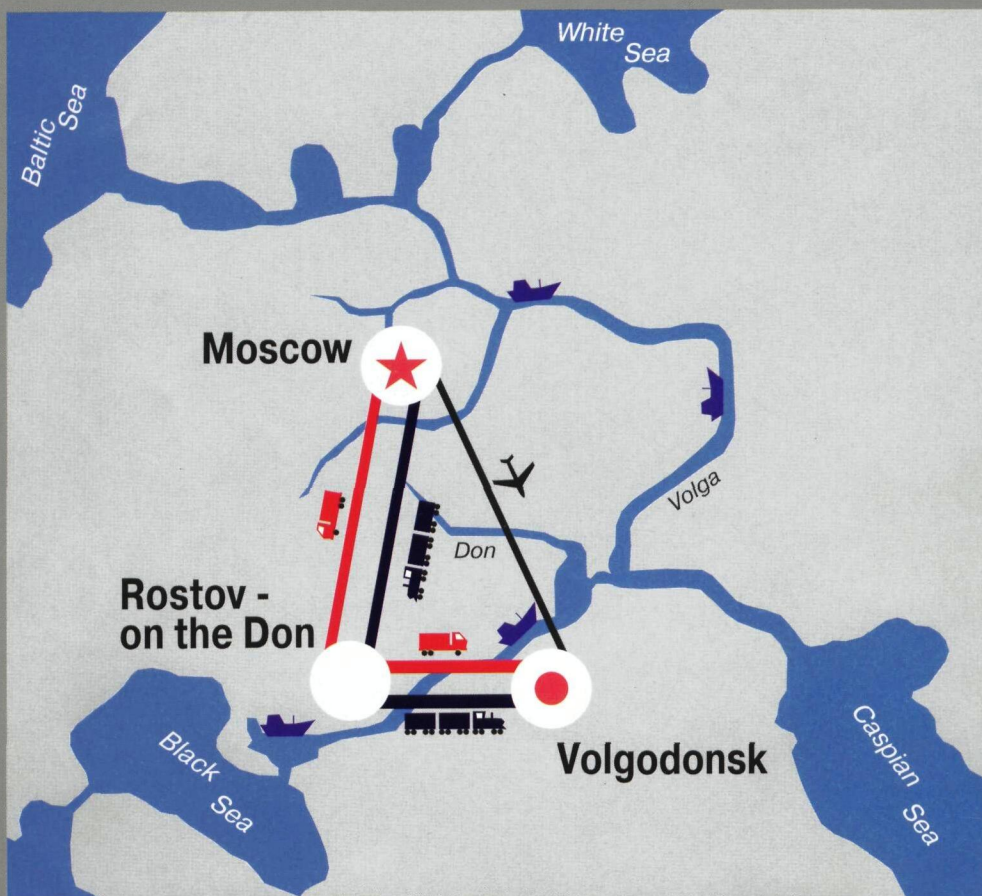 White
Sea
Baltic
Sea
Moscow
Volga
Don
Rostov -
on the Don
Black
Sea
Caspian
Sea
Volgodonsk